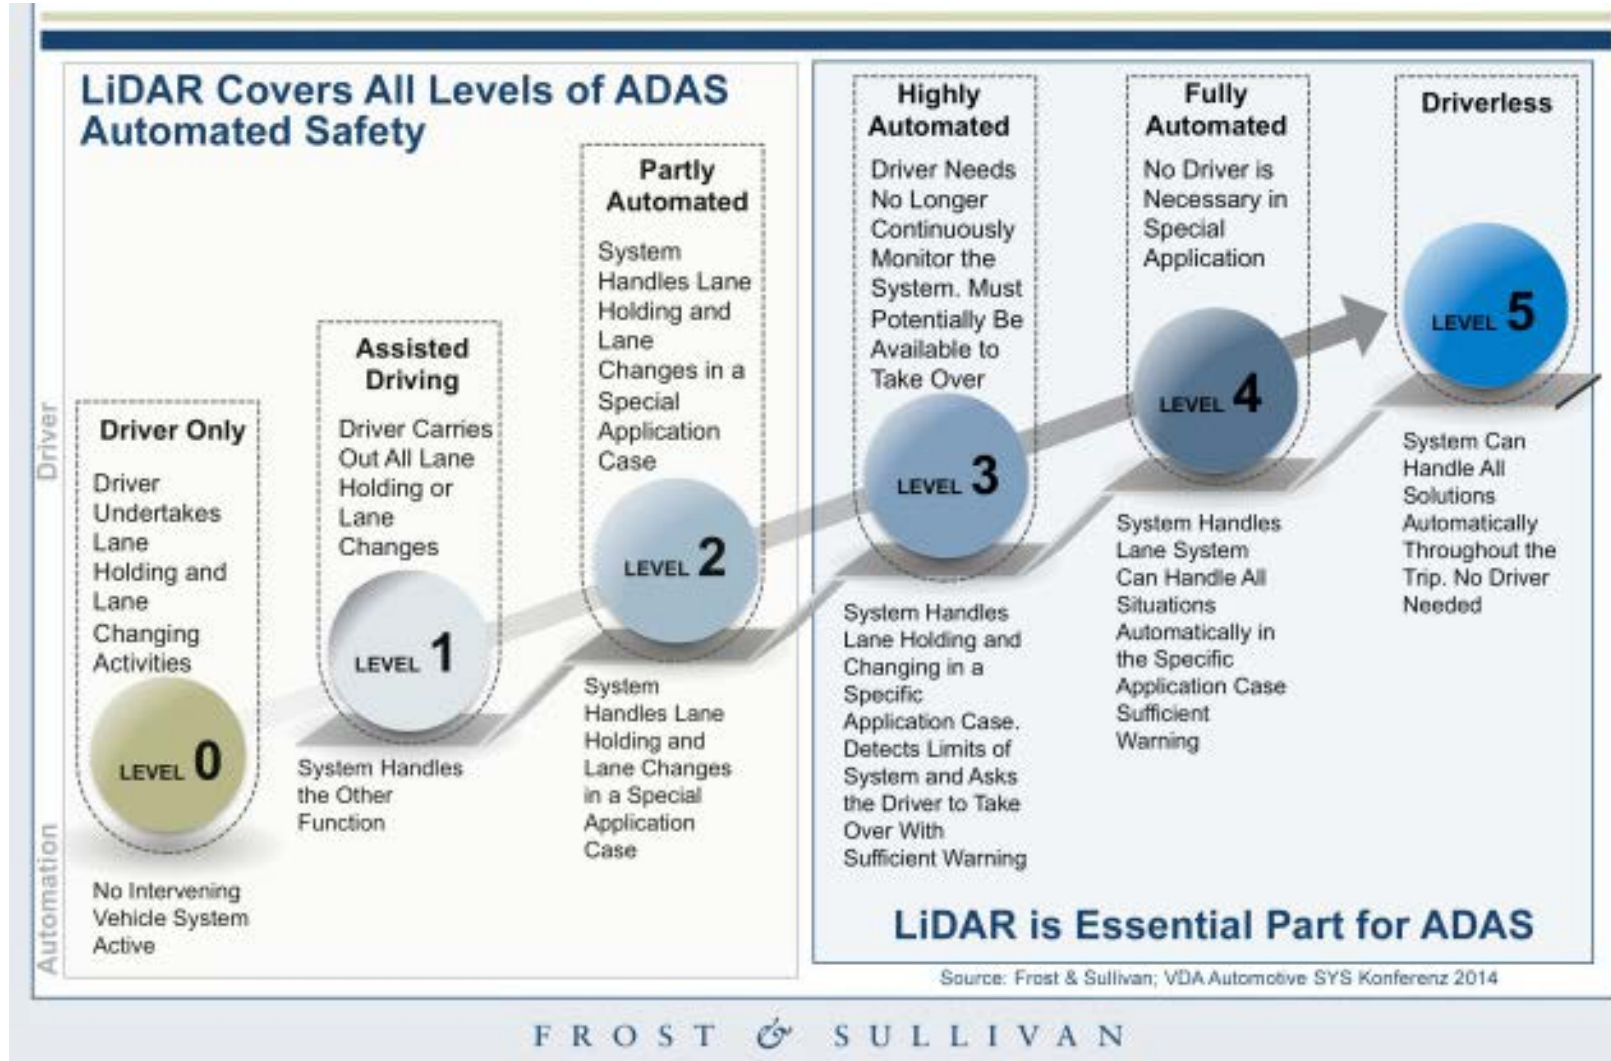 LiDAR Covers All Levels of ADAS
Automated Safety
Driver
Automation
Driver Only
Driver
Undertakes
Lane
Holding and
Lane
Changing
Activities
LEVEL 0
No Intervening
Vehicle System
Active
Assisted
Driving
Driver Carries
Out All Lane
Holding or
Lane
Changes
LEVEL 1
System Handles
the Other
Function
Partly
Automated
System
Handles Lane
Holding and
Lane
Changes in a
Special
Application
Case
LEVEL 2
System
Handles Lane
Holding and
Lane Changes
in a Special
Application
Case
Highly
Automated
Driver Needs
No Longer
Continuously
Monitor the
System. Must
Potentially Be
Available to
Take Over
LEVEL 3
System Handles
Lane Holding and
Changing in a
Specific
Application Case.
Detects Limits of
System and Asks
the Driver to Take
Over With
Sufficient Warning
Fully
Automated
No Driver is
Necessary in
Special
Application
LEVEL 4
System Handles
Lane System
Can Handle All
Situations
Automatically in
the Specific
Application Case
Sufficient
Warning
Driverless
LEVEL 5
System Can
Handle All
Solutions
Automatically
Throughout the
Trip. No Driver
Needed
LiDAR is Essential Part for ADAS
Source: Frost & Sullivan; VDA Automotive SYS Konferenz 2014
FROST & SULLIVAN